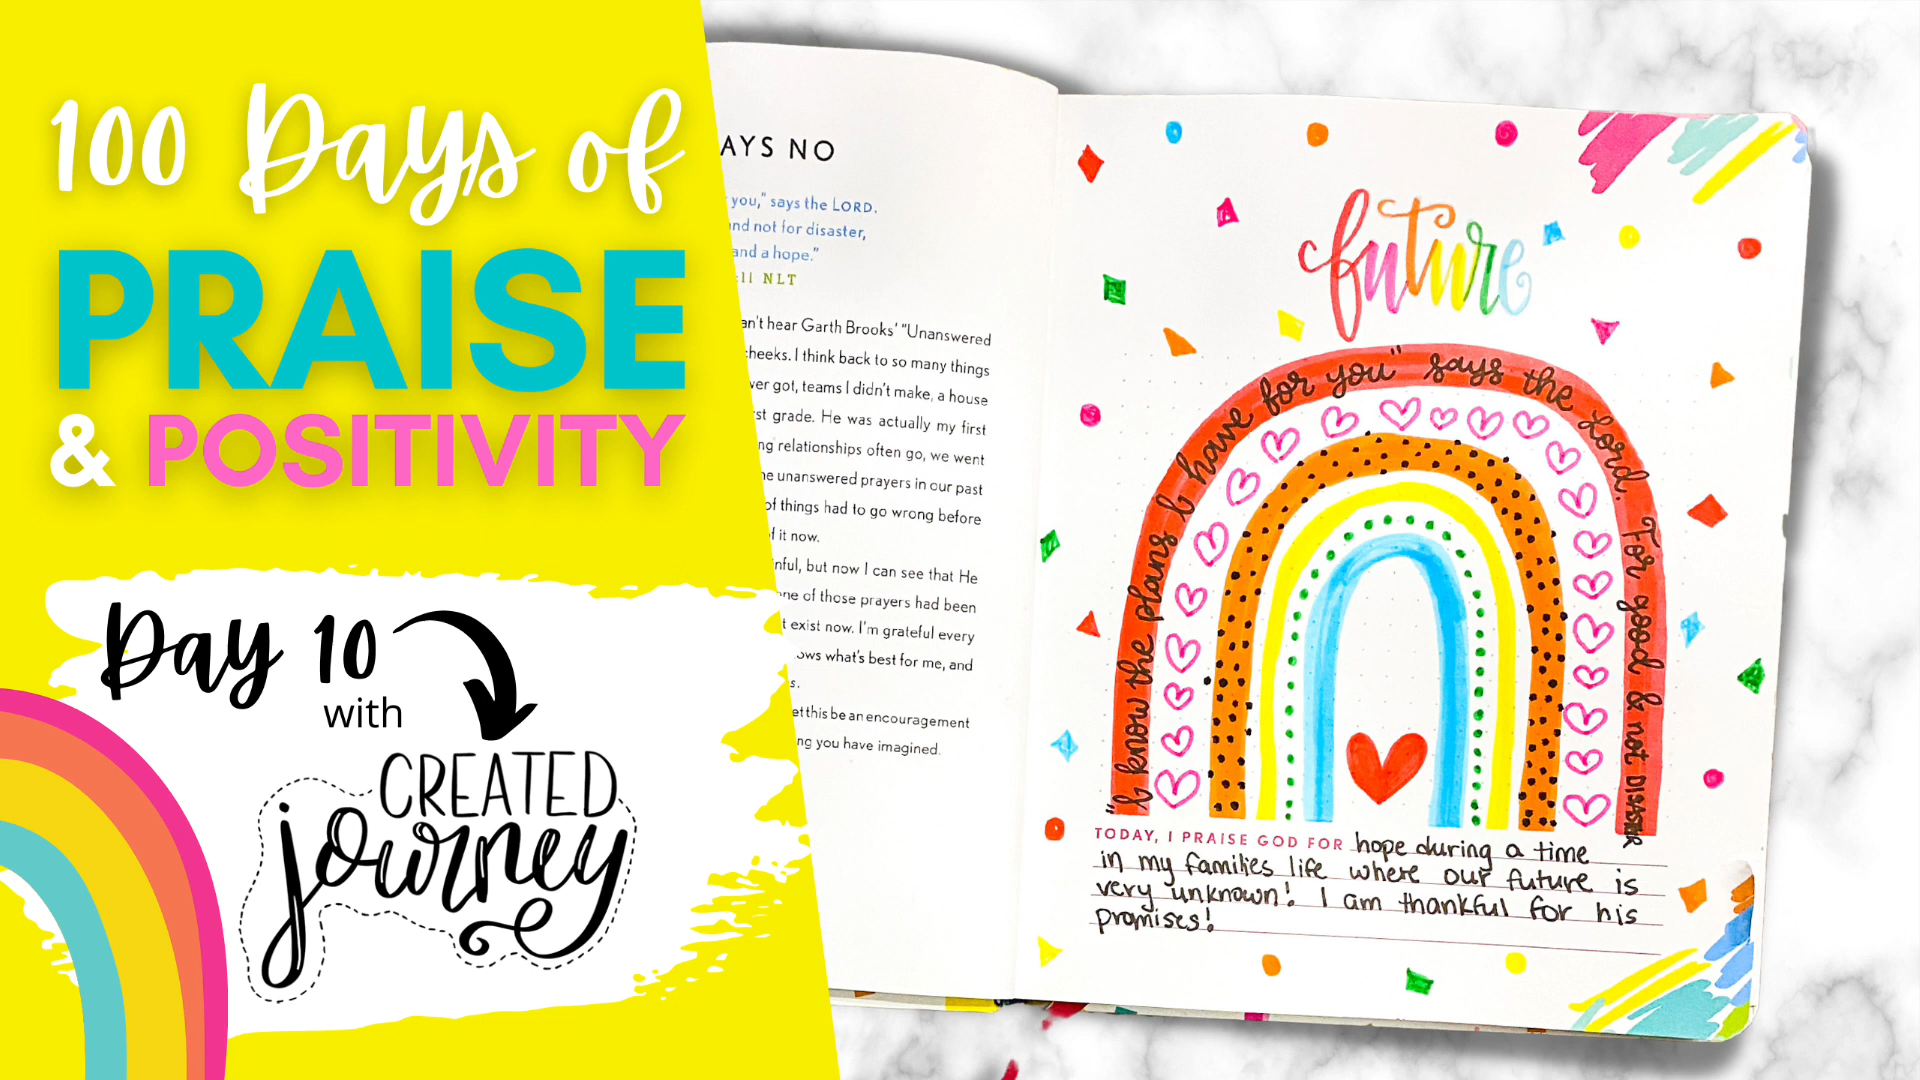 100 Days of
PRAISE
& POSITIVITY
Day 10
with
CREATED
journey
AYS NO
you," says the LORD.
and not for disaster,
and a hope."
:11 NLT
an't hear Garth Brooks' "Unanswered
cheeks. I think back to so many things
ver got, teams I didn't make, a house
st grade. He was actually my first
ng relationships often go, we went
he unanswered prayers in our past
of things had to go wrong before
f it now.
inful, but now I can see that He
one of those prayers had been
t exist now. I'm grateful every
ows what's best for me, and
s.
et this be an encouragement
ng you have imagined.
future
"I know the plans I have for you" says the Lord. For good & not DISASTER
TODAY, I PRAISE GOD FOR hope during a time
in my families life where our future is
very unknown! I am thankful for his
promises!